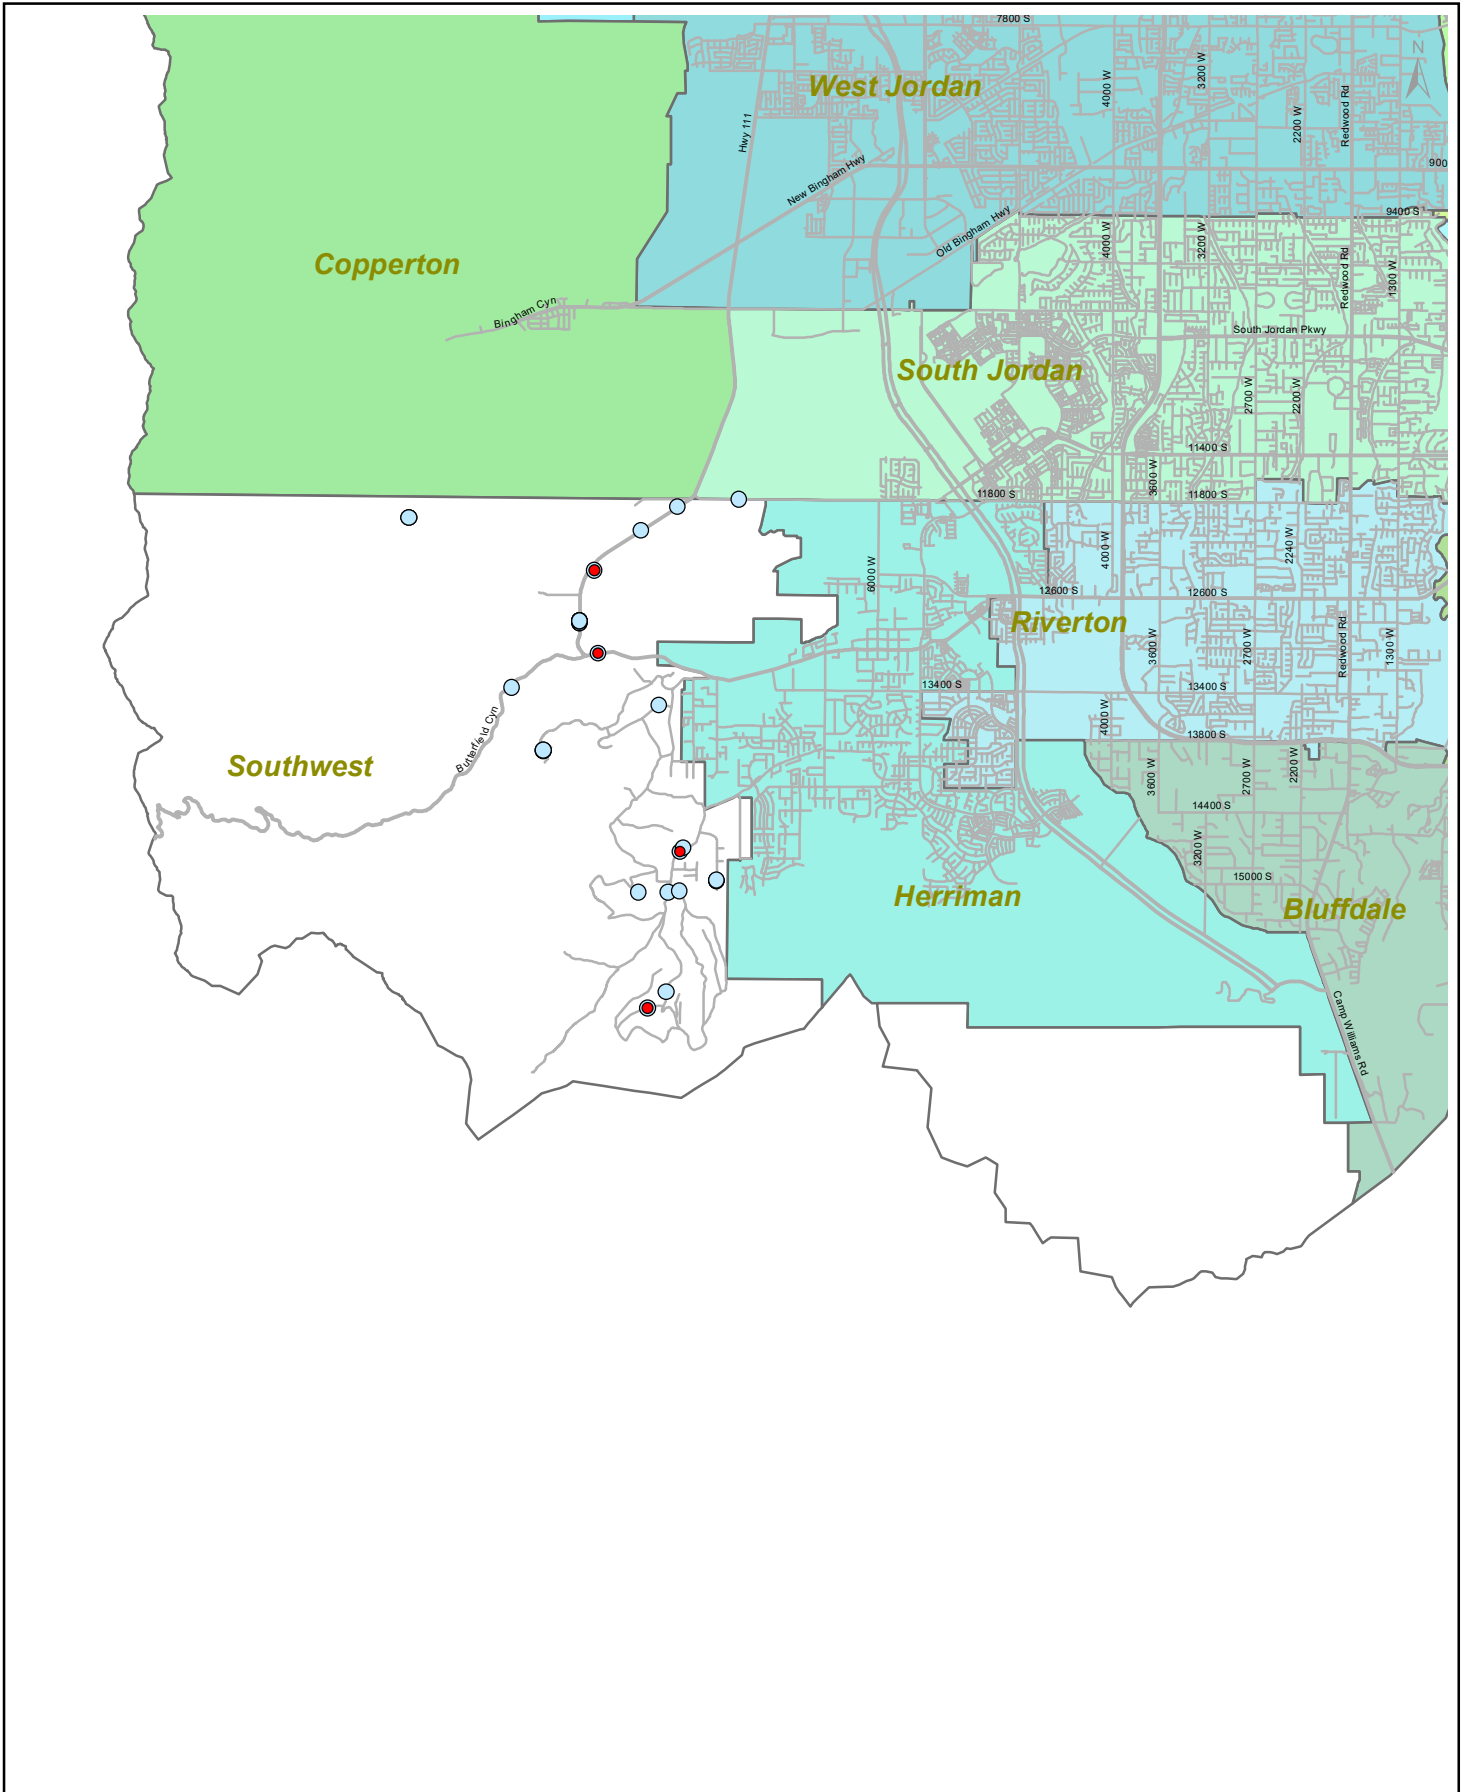 7800 S
N
West Jordan
4000 W
3200 W
2200 W
Redwood Rd
Hwy 111
New Bingham Hwy
900
Old Bingham Hwy
9400 S
4000 W
3200 W
Redwood Rd
1300 W
Copperton
Bingham Cyn
South Jordan Pkwy
South Jordan
2700 W
2200 W
11400 S
3600 W
11800 S
11800 S
4000 W
2240 W
6000 W
12600 S
12600 S
Riverton
3600 W
2700 W
Redwood Rd
1300 W
13400 S
13400 S
4000 W
13800 S
Butterfield Cyn
Southwest
3600 W
2700 W
2200 W
14400 S
3200 W
15000 S
Herriman
Bluffdale
Camp Williams Rd